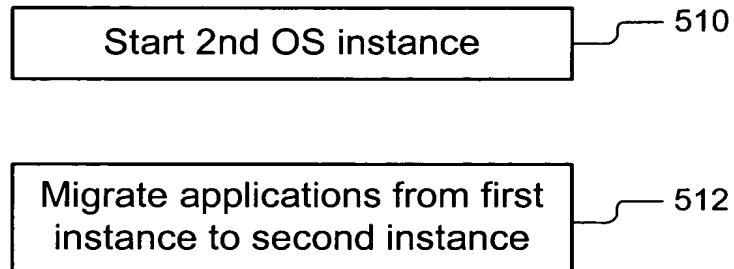 Start 2nd OS instance
510
Migrate applications from first
instance to second instance
512